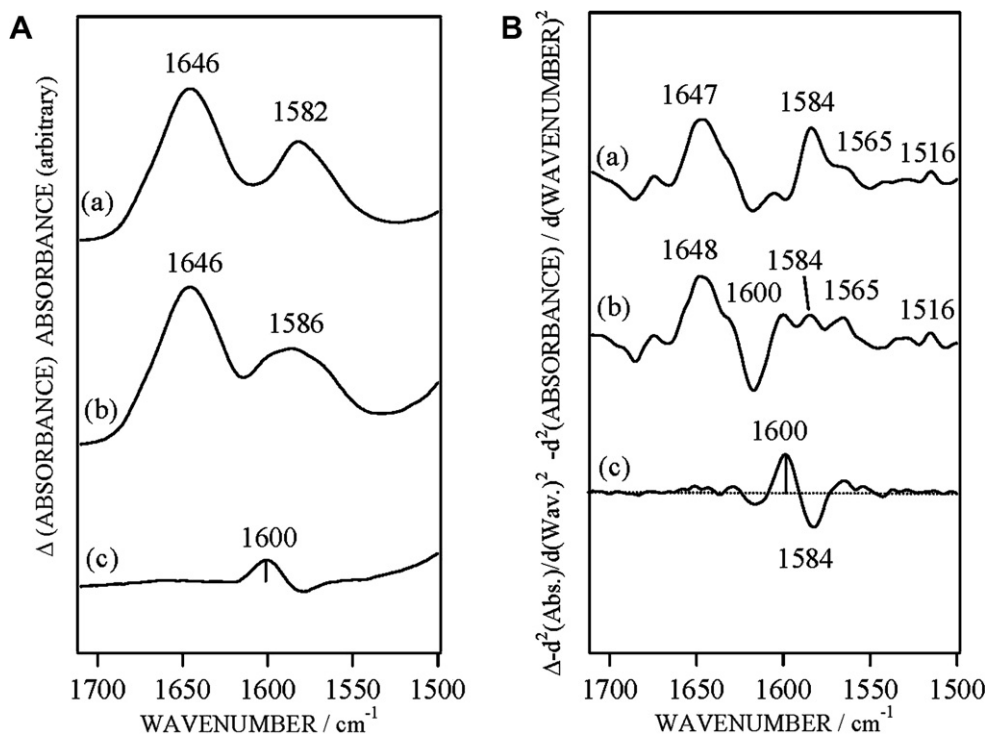 A
Δ (ABSORBANCE) ABSORBANCE (arbitrary)
1646
1582
(a)
1646
1586
(b)
1600
(c)
1700 1650 1600 1550 1500
WAVENUMBER / cm⁻¹
B
Δ-d²(Abs.)/d(Wav.)² -d²(ABSORBANCE) / d(WAVENUMBER)²
1647
1584
1565
1516
(a)
1648
1600
1584
1565
1516
(b)
1600
1584
(c)
1700 1650 1600 1550 1500
WAVENUMBER / cm⁻¹